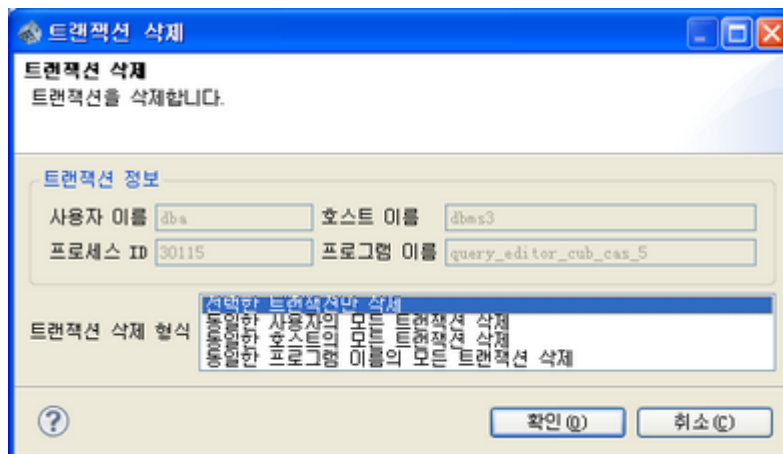 트랜잭션 삭제
트랜잭션 삭제
트랜잭션을 삭제합니다.
트랜잭션 정보
사용자 이름 dba 호스트 이름 dbms3
프로세스 ID 30115 프로그램 이름 query_editor_cub_cas_5
트랜잭션 삭제 형식
선택한 트랜잭션만 삭제
동일한 사용자의 모든 트랜잭션 삭제
동일한 호스트의 모든 트랜잭션 삭제
동일한 프로그램 이름의 모든 트랜잭션 삭제
? 확인(O) 취소(C)